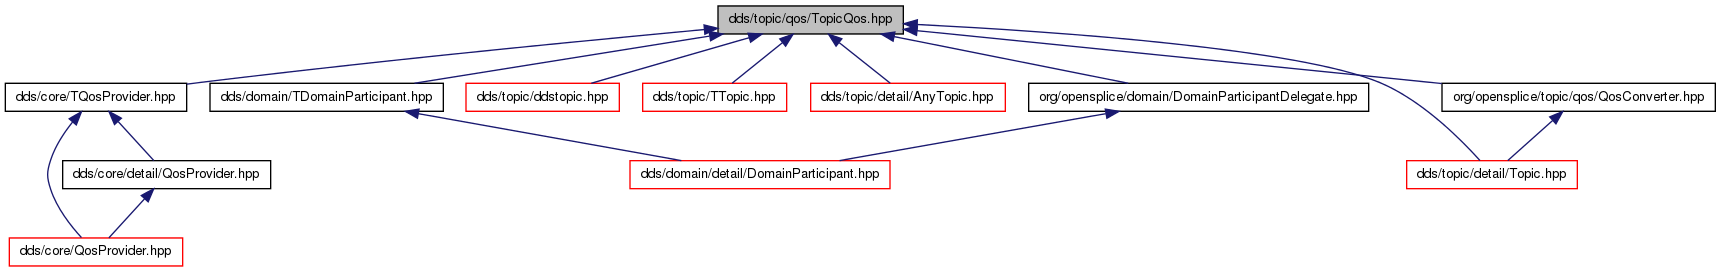 dds/topic/qos/TopicQos.hpp
dds/core/TQosProvider.hpp
dds/domain/TDomainParticipant.hpp
dds/topic/ddstopic.hpp
dds/topic/TTopic.hpp
dds/topic/detail/AnyTopic.hpp
org/opensplice/domain/DomainParticipantDelegate.hpp
org/opensplice/topic/qos/QosConverter.hpp
dds/core/detail/QosProvider.hpp
dds/domain/detail/DomainParticipant.hpp
dds/topic/detail/Topic.hpp
dds/core/QosProvider.hpp